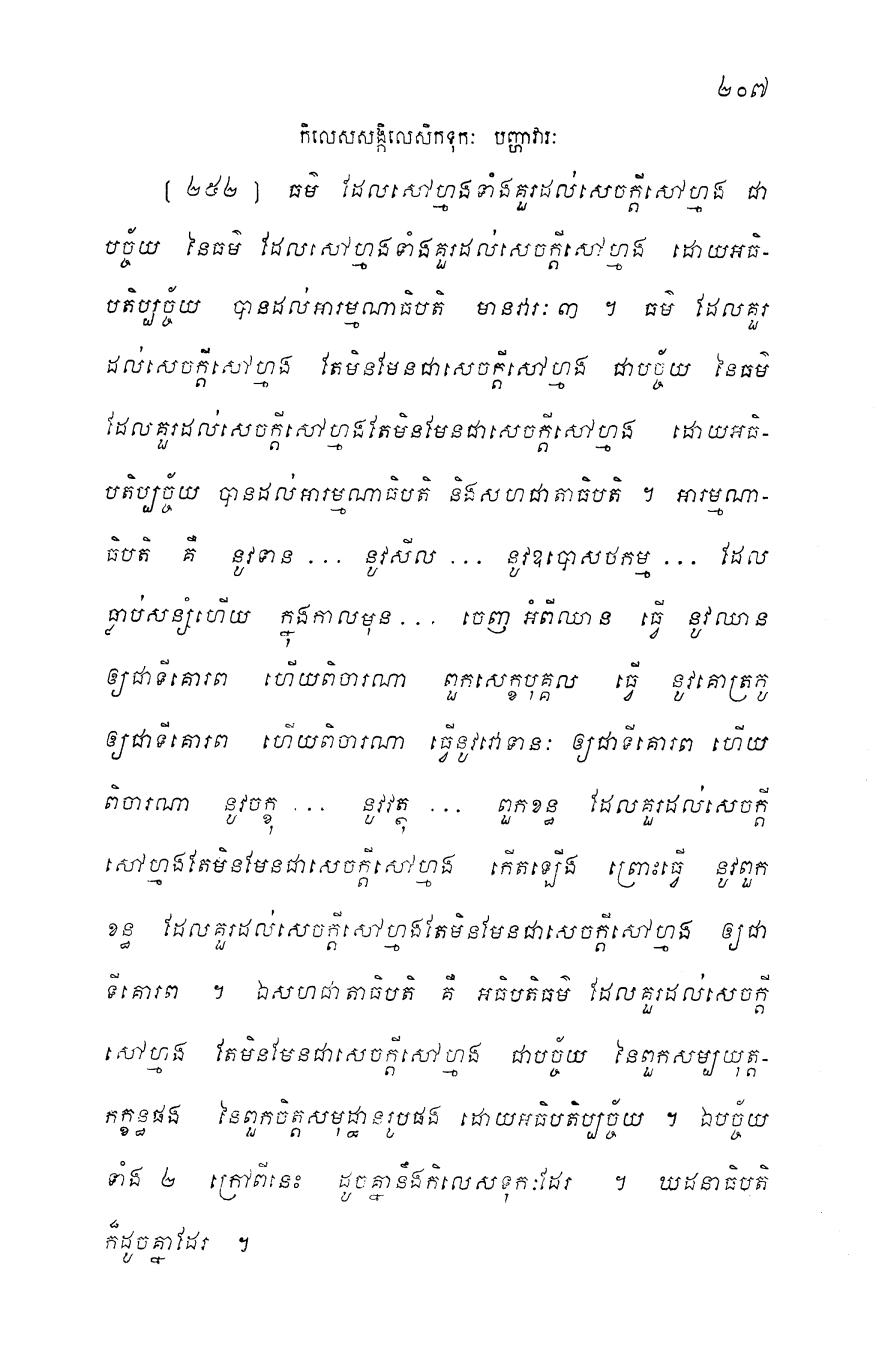 ២០៧
កិលេសសង្កិលេសិកទុកៈ បញ្ហាវារៈ
[ ២៥២ ] ធម៌ ដែលសៅហ្មងទាំងគួរដល់សេចក្តីសៅហ្មង ជា
បច្ច័យ នៃធម៌ ដែលសៅហ្មងទាំងគួរដល់សេចក្តីសៅហ្មង ដោយអធិ-
បតិប្បច្ច័យ បានដល់អារម្មណាធិបតិ មានវារៈ ៣ ។ ធម៌ ដែលគួរ
ដល់សេចក្តីសៅហ្មង តែមិនមែនជាសេចក្តីសៅហ្មង ជាបច្ច័យ នៃធម៌
ដែលគួរដល់សេចក្តីសៅហ្មងតែមិនមែនជាសេចក្តីសៅហ្មង ដោយអធិ-
បតិប្បច្ច័យ បានដល់អារម្មណាធិបតិ និងសហជាតាធិបតិ ។ អារម្មណា-
ធិបតិ គឺ នូវទាន ... នូវសីល ... នូវឧបោសថកម្ម ... ដែល
ធ្លាប់សន្សំហើយ ក្នុងកាលមុន ... ចេញ អំពីឈាន ធ្វើ នូវឈាន
ឲ្យជាទីគោរព ហើយពិចារណា ពួកសេក្ខបុគ្គល ធ្វើ នូវគោត្រភូ
ឲ្យជាទីគោរព ហើយពិចារណា ធ្វើនូវវោទានៈ ឲ្យជាទីគោរព ហើយ
ពិចារណា នូវចក្ខុ ... នូវវត្ថុ ... ពួកខន្ធ ដែលគួរដល់សេចក្តី
សៅហ្មងតែមិនមែនជាសេចក្តីសៅហ្មង កើតឡើង ព្រោះធ្វើ នូវពួក
ខន្ធ ដែលគួរដល់សេចក្តីសៅហ្មងតែមិនមែនជាសេចក្តីសៅហ្មង ឲ្យជា
ទីគោរព ។ ឯសហជាតាធិបតិ គឺ អធិបតិធម៌ ដែលគួរដល់សេចក្តី
សៅហ្មង តែមិនមែនជាសេចក្តីសៅហ្មង ជាបច្ច័យ នៃពួកសម្បយុត្ត-
កក្ខន្ធផង នៃពួកចិត្តសមុដ្ឋានរូបផង ដោយអធិបតិប្បច្ច័យ ។ ឯបច្ច័យ
ទាំង ២ ក្រៅពីនេះ ដូចគ្នានឹងកិលេសទុកៈដែរ ។ ឃដនាធិបតិ
ក៏ដូចគ្នាដែរ ។